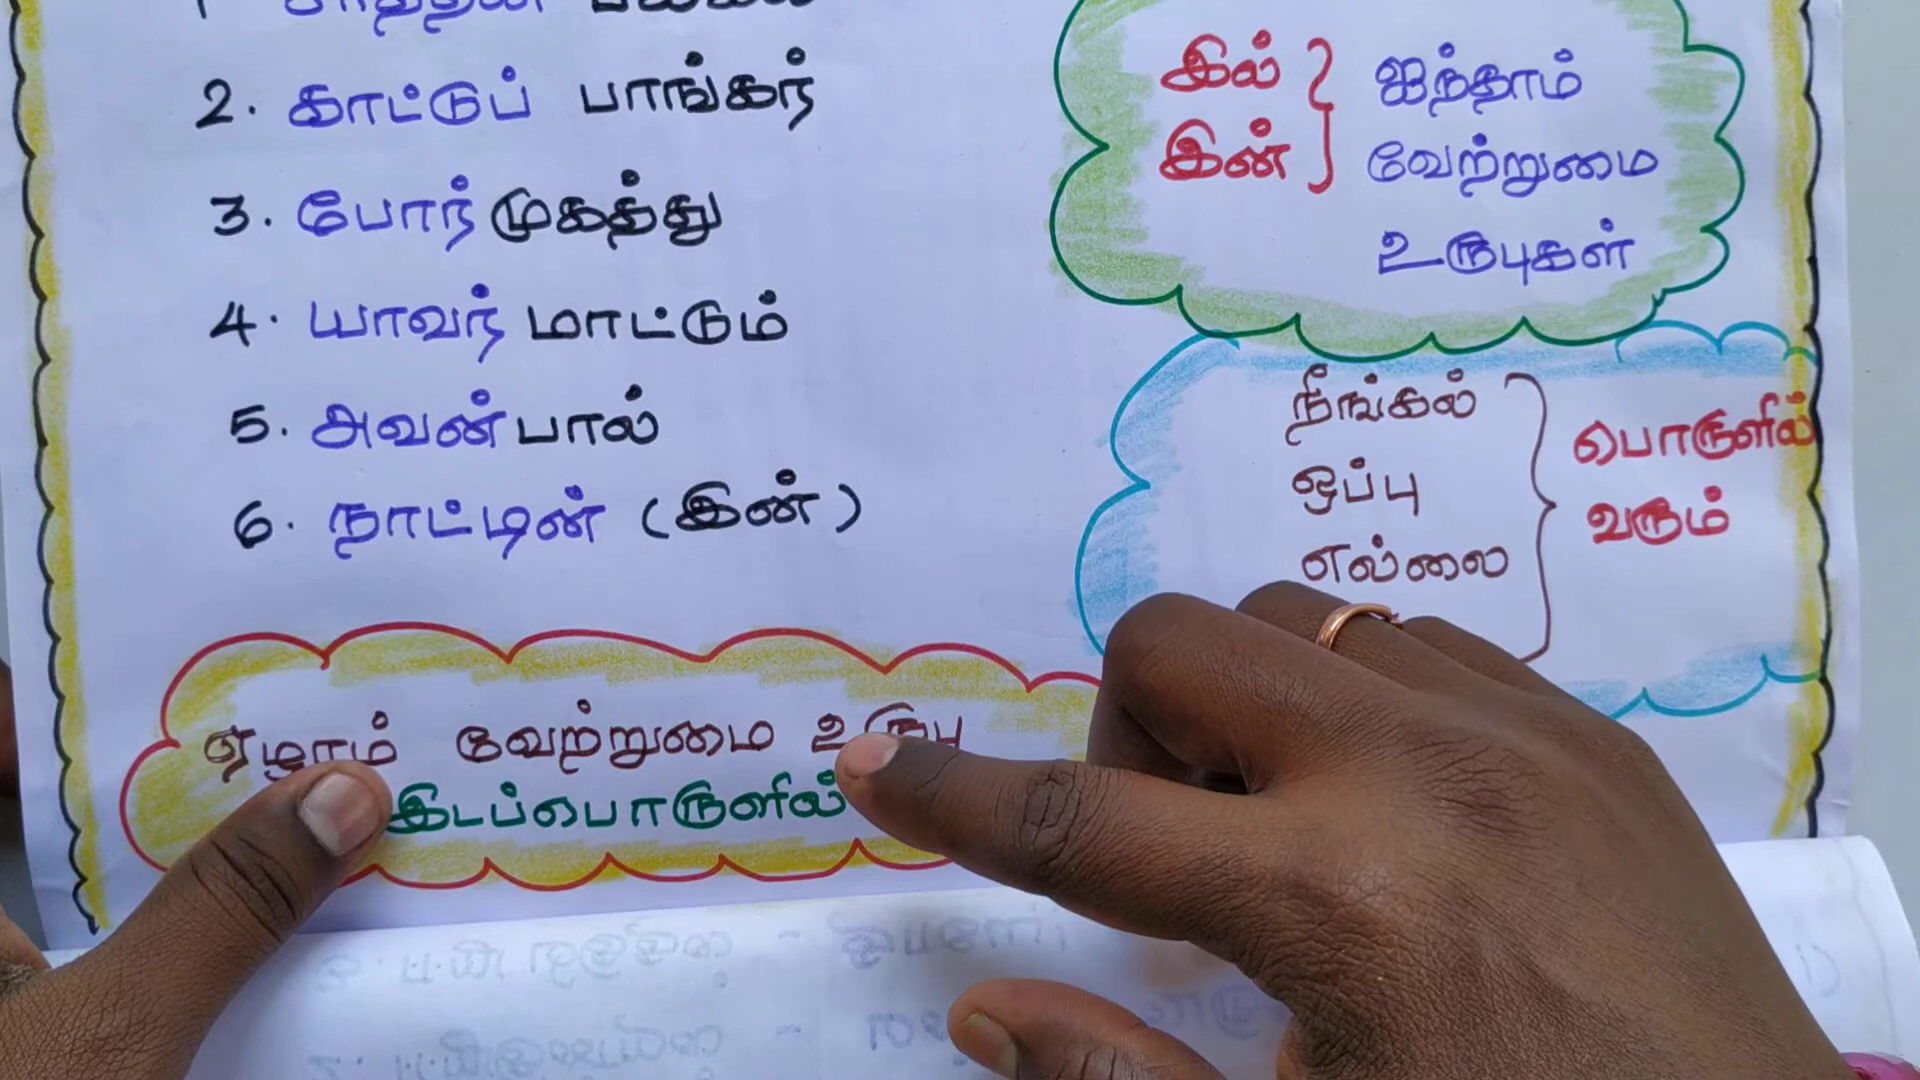 2. காட்டுப் பாங்கர்
3. போர் முகத்து
4. யாவர் மாட்டும்
5. அவன் பால்
6. நாட்டின் (இன்)
இல்
இன்
ஐந்தாம்
வேற்றுமை
உருபுகள்
நீங்கல்
ஒப்பு
எல்லை
பொருளில்
வரும்
ஏழாம் வேற்றுமை உருபு
இடப்பொருளில்